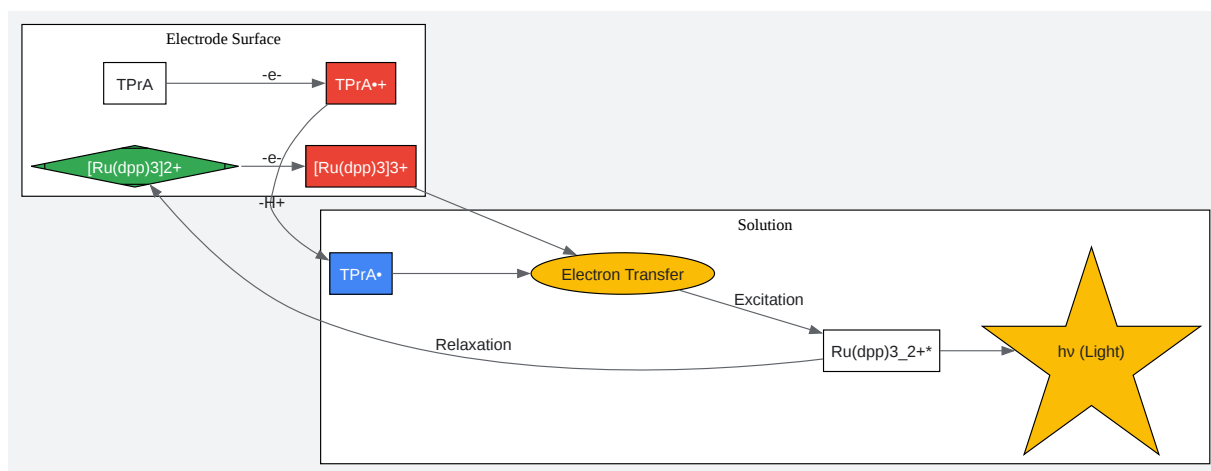 Electrode Surface
TPrA
-e-
TPrA•+
[Ru(dpp)3]2+
-e-
[Ru(dpp)3]3+
-H+
Solution
TPrA•
Electron Transfer
Excitation
Relaxation
Ru(dpp)3_2+*
hν (Light)